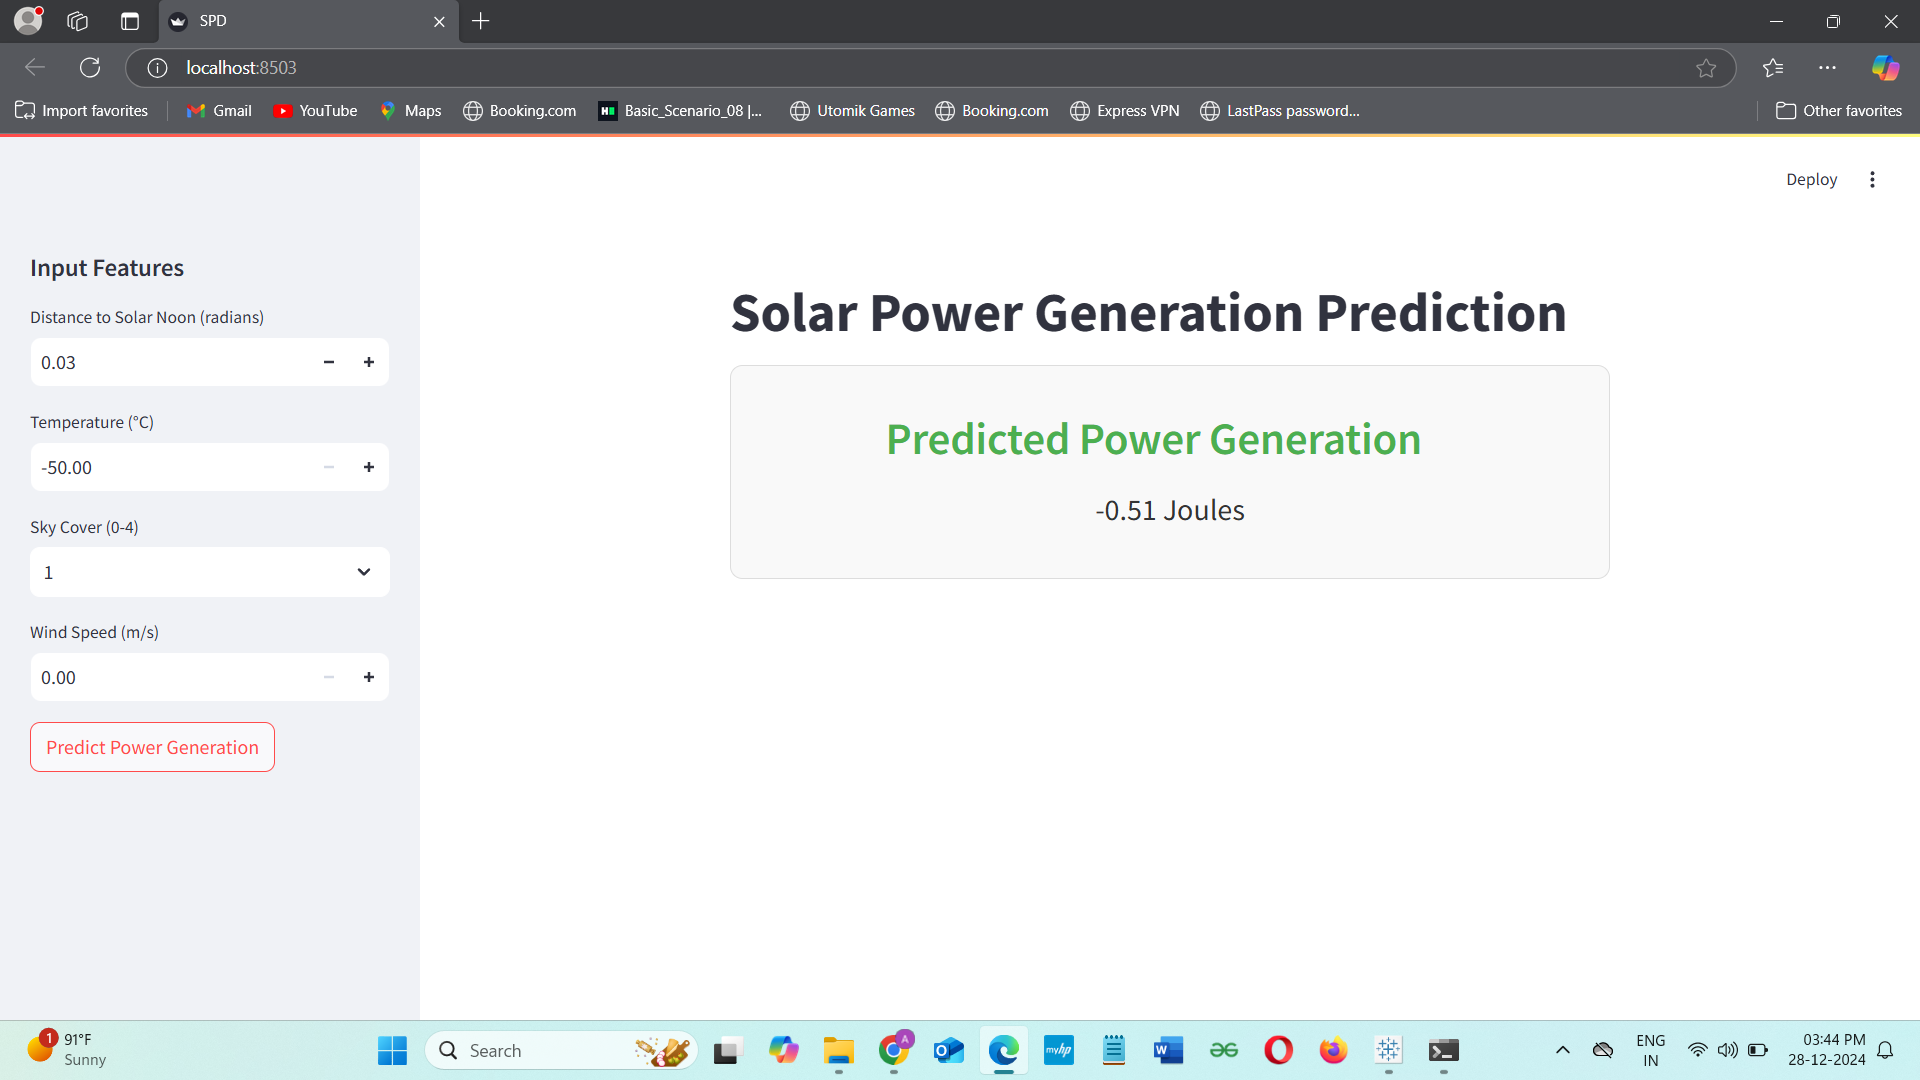 SPD
localhost:8503
Import favorites
Gmail
YouTube
Maps
Booking.com
Basic_Scenario_08 |...
Utomik Games
Booking.com
Express VPN
LastPass password...
Other favorites
Deploy
Input Features
Distance to Solar Noon (radians)
0.03
Temperature (°C)
-50.00
Sky Cover (0-4)
1
Wind Speed (m/s)
0.00
Predict Power Generation
Solar Power Generation Prediction
Predicted Power Generation
-0.51 Joules
1
91°F
Sunny
Search
A
myhp
W
ENG
IN
03:44 PM
28-12-2024